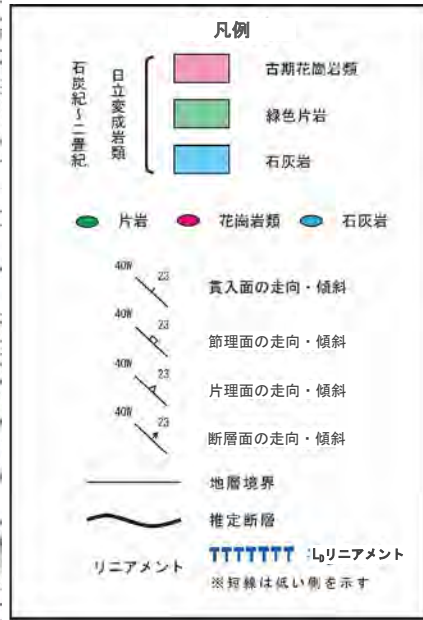 凡例
石炭紀～二畳紀
日立変成岩類
古期花崗岩類
緑色片岩
石灰岩
片岩 花崗岩類 石灰岩
40W 23 貫入面の走向・傾斜
40W 23 節理面の走向・傾斜
40W 23 片理面の走向・傾斜
40W 23 断層面の走向・傾斜
地層境界
推定断層
リニアメント :LDリニアメント
※短線は低い側を示す